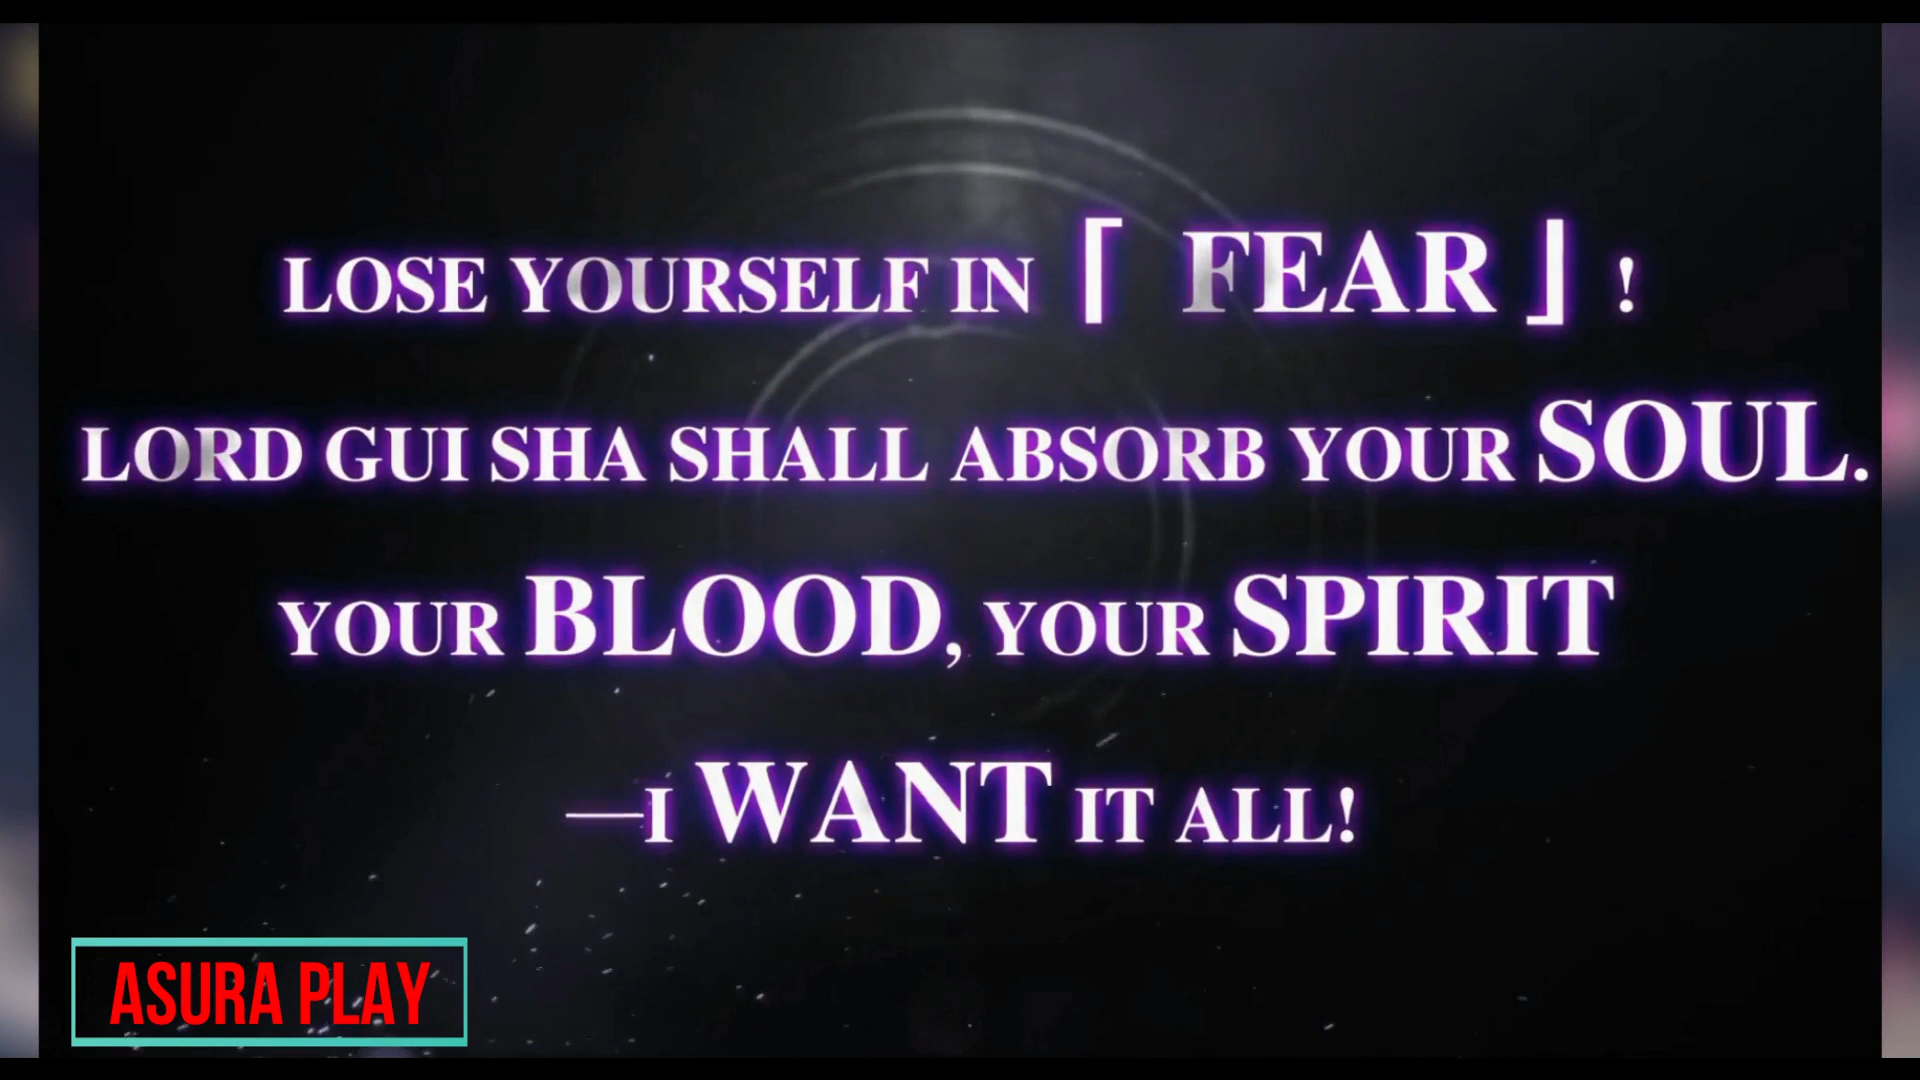 LOSE YOURSELF IN「 FEAR 」!
LORD GUI SHA SHALL ABSORB YOUR SOUL.
YOUR BLOOD, YOUR SPIRIT
—I WANT IT ALL!
ASURA PLAY